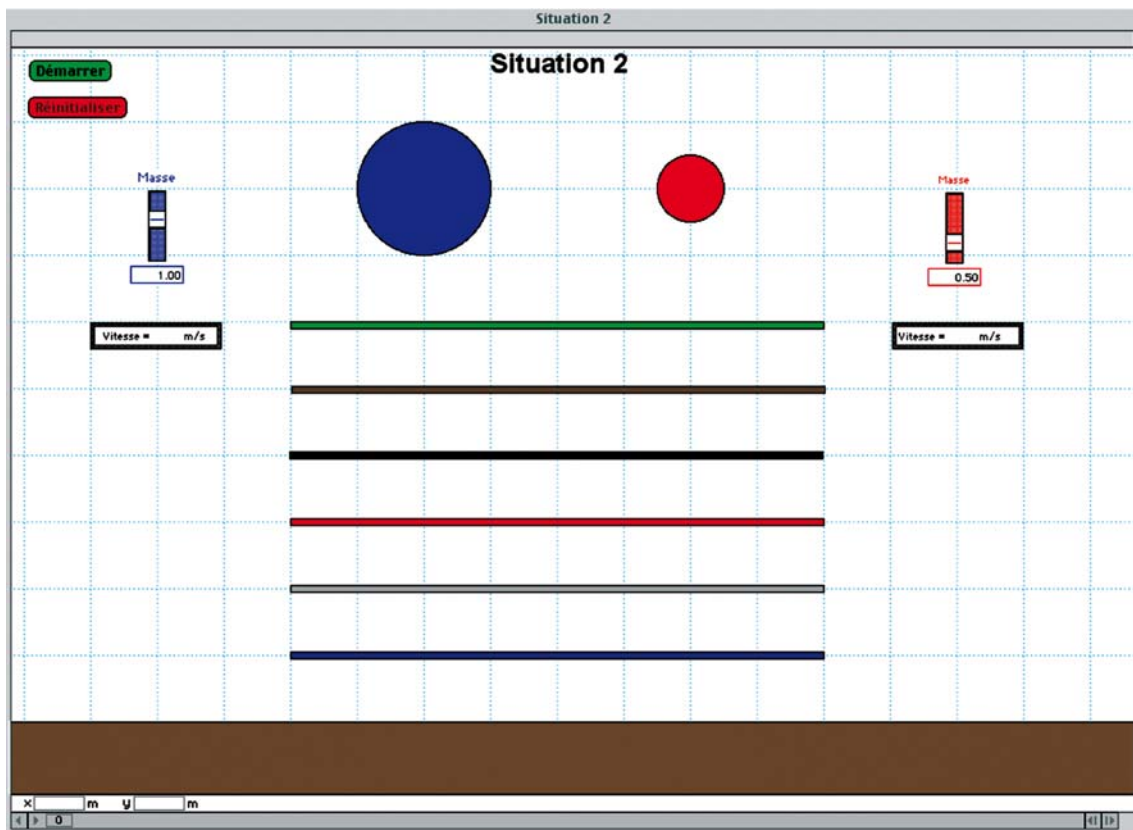 Situation 2
Situation 2
Démarrer
Réinitialiser
Masse
1.00
Masse
0.50
Vitesse = m/s
Vitesse = m/s
x m y m
0